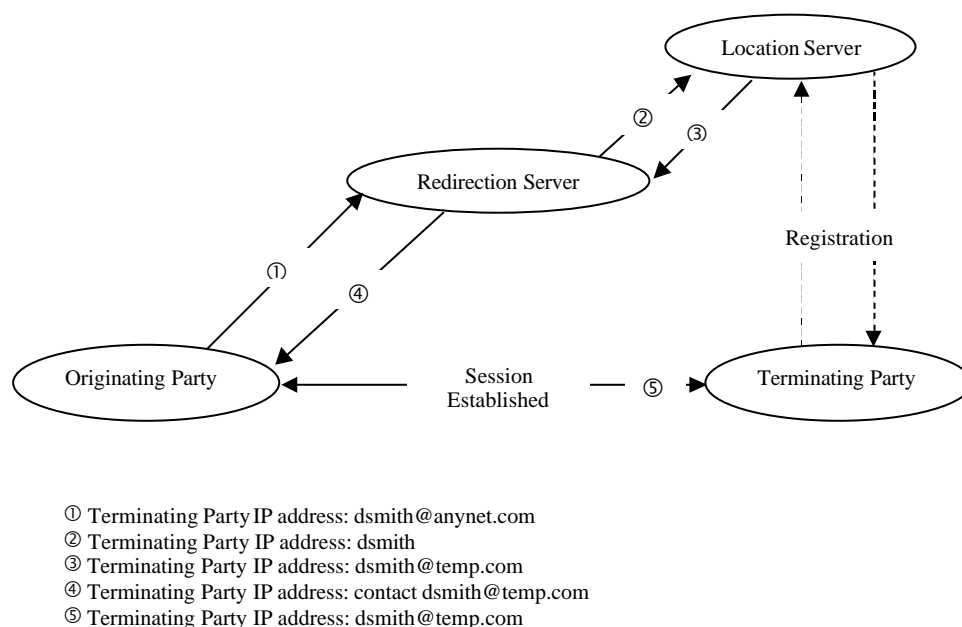 Location Server
②
③
Redirection Server
Registration
①
④
Originating Party
Session
Established
⑤
Terminating Party
① Terminating Party IP address: dsmith@anynet.com
② Terminating Party IP address: dsmith
③ Terminating Party IP address: dsmith@temp.com
④ Terminating Party IP address: contact dsmith@temp.com
⑤ Terminating Party IP address: dsmith@temp.com